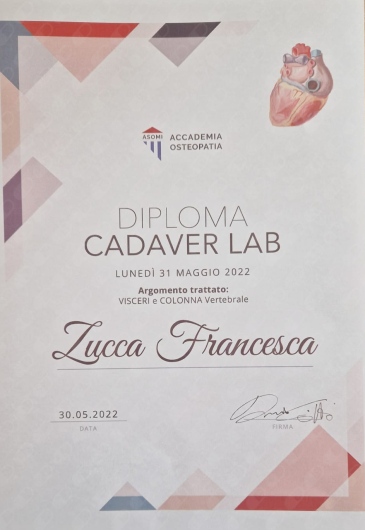 ASOMI
ACCADEMIA
OSTEOPATIA
DIPLOMA
CADAVER LAB
LUNEDÌ 31 MAGGIO 2022
Argomento trattato:
VISCERI e COLONNA Vertebrale
Zucca Francesca
30.05.2022
DATA
FIRMA